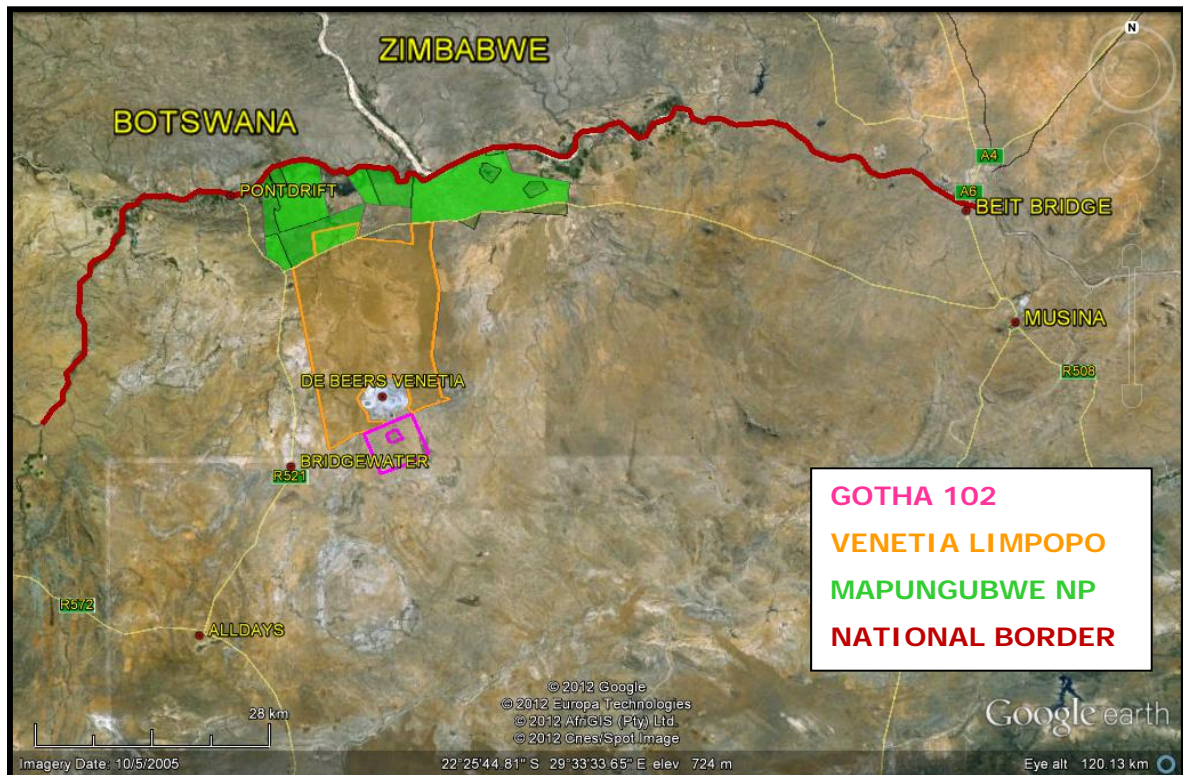 ZIMBABWE
N
BOTSWANA
A4
PONTDRIFT
A6
BEIT BRIDGE
MUSINA
R508
DE BEERS VENETIA
BRIDGEWATER
R521
GOTHA 102
VENETIA LIMPOPO
MAPUNGUBWE NP
NATIONAL BORDER
R572
ALLDAYS
© 2012 Google
© 2012 Europa Technologies
© 2012 AfriGIS (Pty) Ltd.
© 2012 Cnes/Spot Image
28 km
Google earth
Imagery Date: 10/5/2005
22°25'44.81" S 29°33'33.65" E elev 724 m
Eye alt 120.13 km